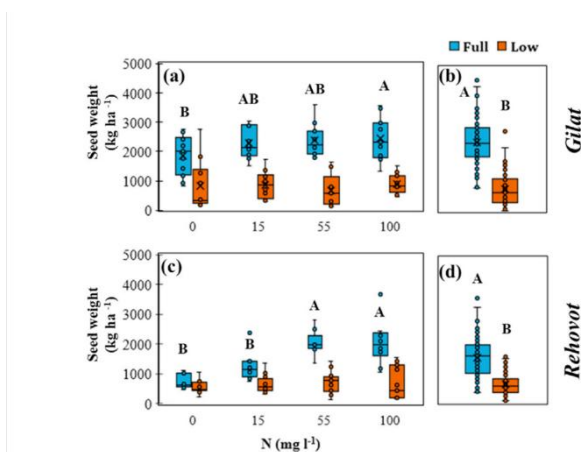 Full Low
(a) (b)
5000
4000
3000
2000
1000
0
Seed weight
(kg ha⁻¹)
B AB AB A
A B
0 15 55 100
Gilat
(c) (d)
5000
4000
3000
2000
1000
0
Seed weight
(kg ha⁻¹)
B B A A
A B
0 15 55 100
N (mg l⁻¹)
Rehovot